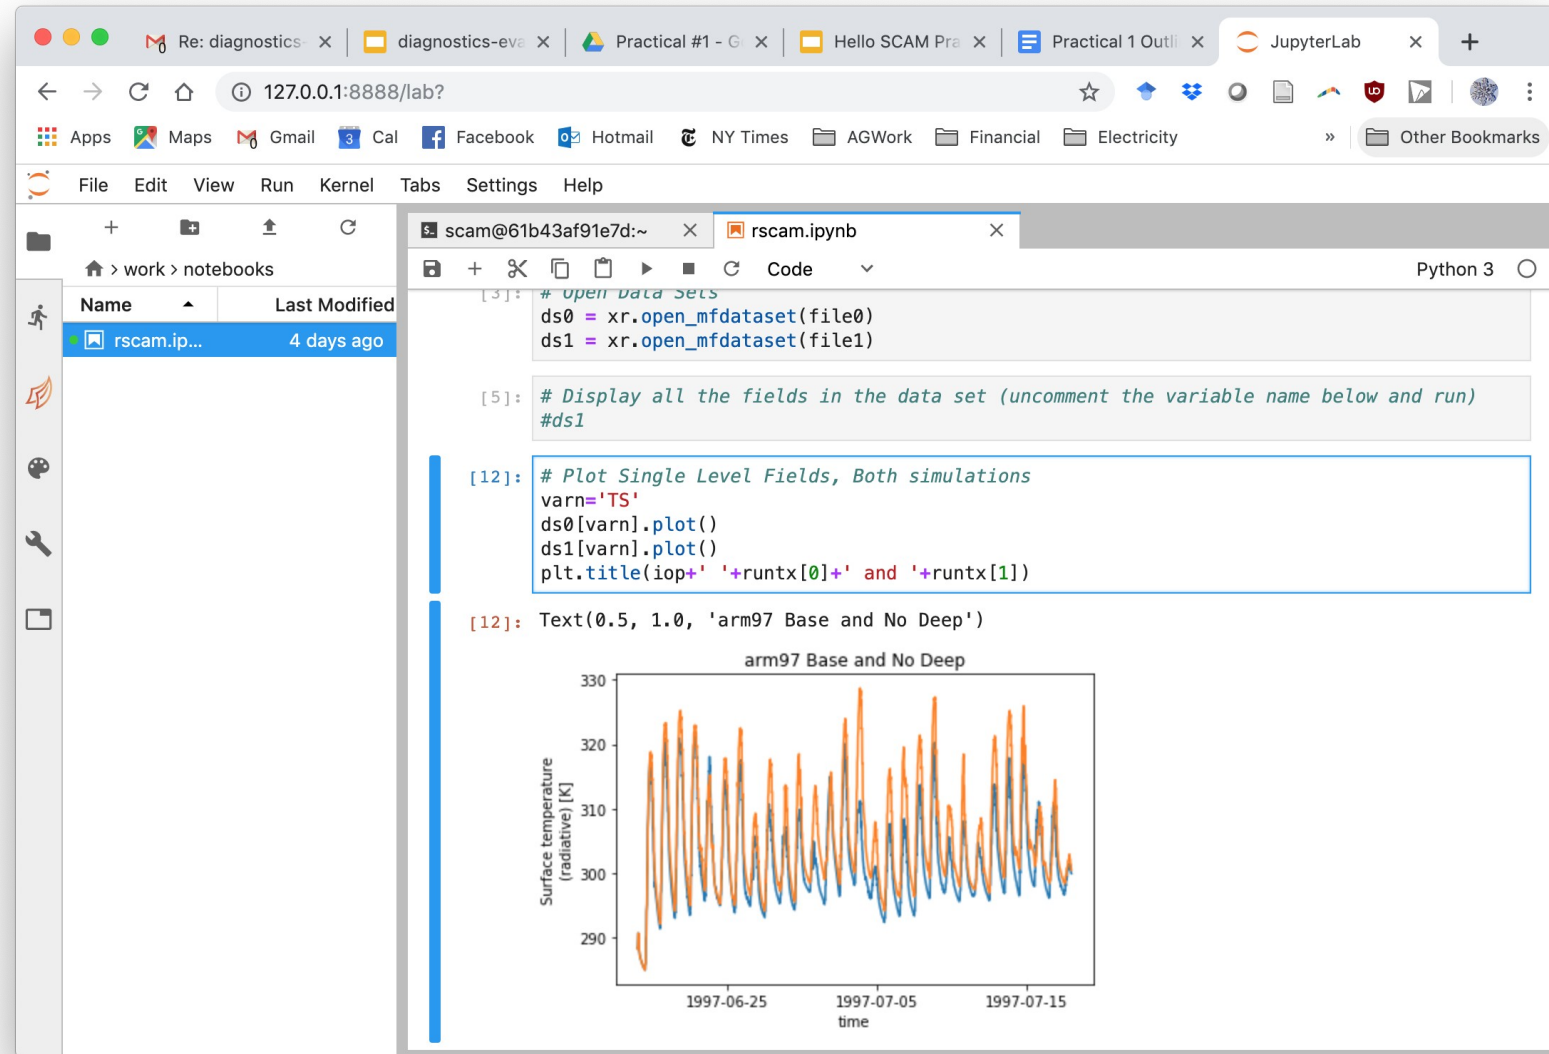 Re: diagnostics-
diagnostics-eva
Practical #1 - G
Hello SCAM Pra
Practical 1 Outli
JupyterLab
127.0.0.1:8888/lab?
Apps
Maps
Gmail
3
Cal
Facebook
Hotmail
NY Times
AGWork
Financial
Electricity
»
Other Bookmarks
File Edit View Run Kernel Tabs Settings Help
scam@61b43af91e7d:~
rscam.ipynb
> work > notebooks
Code
Python 3
Name
Last Modified
rscam.ip...
4 days ago
[3]: # Open Data Sets
ds0 = xr.open_mfdataset(file0)
ds1 = xr.open_mfdataset(file1)
[5]: # Display all the fields in the data set (uncomment the variable name below and run)
#ds1
[12]: # Plot Single Level Fields, Both simulations
varn='TS'
ds0[varn].plot()
ds1[varn].plot()
plt.title(iop+' '+runtx[0]+' and '+runtx[1])
[12]: Text(0.5, 1.0, 'arm97 Base and No Deep')
arm97 Base and No Deep
330
320
310
300
290
Surface temperature
(radiative) [K]
1997-06-25
1997-07-05
1997-07-15
time